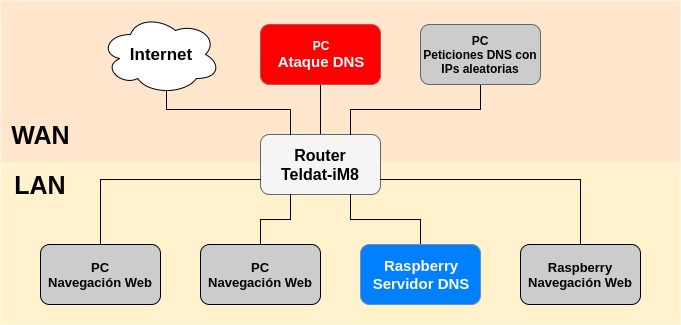 Internet
PC
Ataque DNS
PC
Peticiones DNS con
IPs aleatorias
WAN
Router
Teldat-iM8
LAN
PC
Navegación Web
PC
Navegación Web
Raspberry
Servidor DNS
Raspberry
Navegación Web